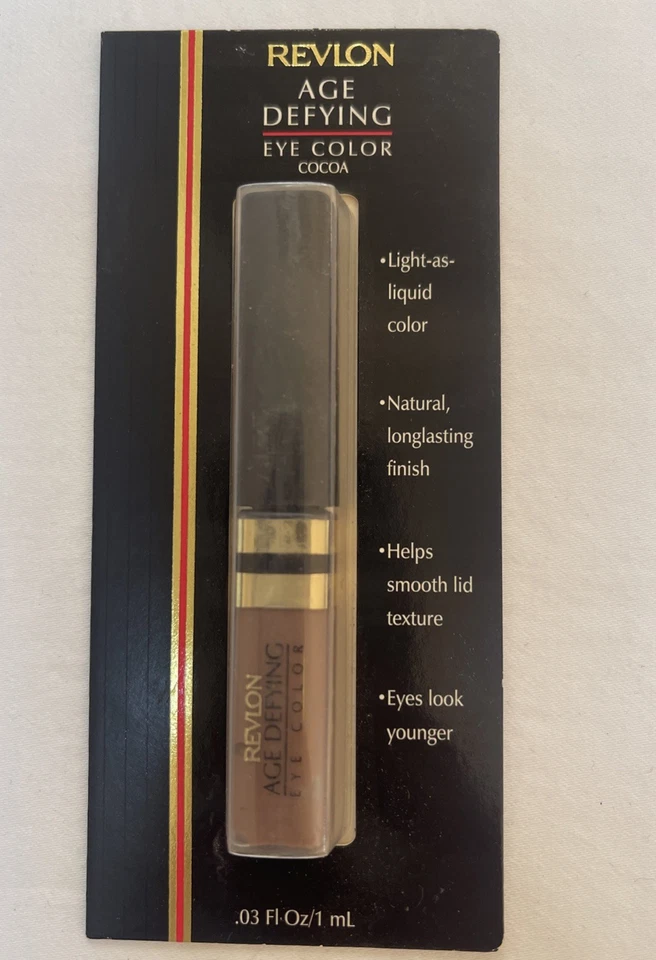 REVLON
AGE
DEFYING
EYE COLOR
COCOA
•Light-as-
liquid
color
•Natural,
longlasting
finish
•Helps
smooth lid
texture
•Eyes look
younger
REVLON
AGE DEFYING
EYE COLOR
.03 Fl Oz/1 mL